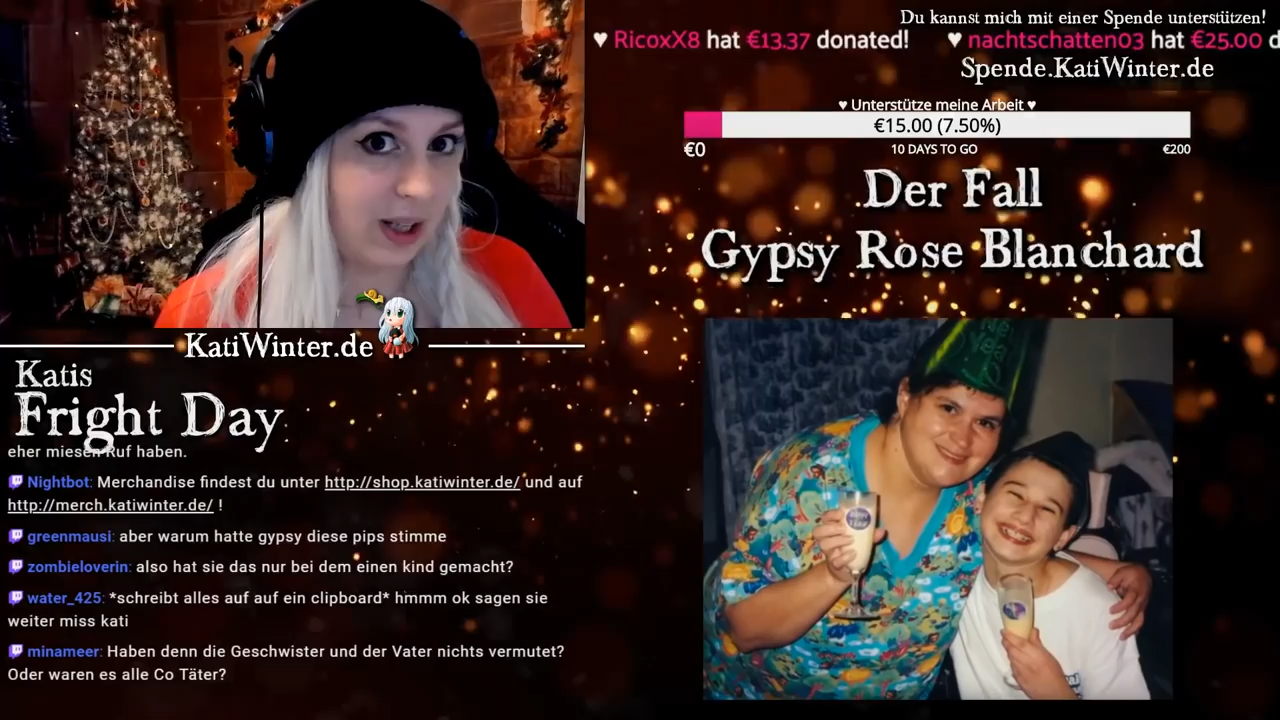 Du kannst mich mit einer Spende unterstützen!
♥ RicoxX8 hat €13.37 donated! ♥ nachtschatten03 hat €25.00 d
Spende.KatiWinter.de
♥ Unterstütze meine Arbeit ♥
€15.00 (7.50%)
€0 10 DAYS TO GO €200
Der Fall
Gypsy Rose Blanchard
KatiWinter.de
Katis
Fright Day
eher miesen Ruf haben.
Nightbot: Merchandise findest du unter http://shop.katiwinter.de/ und auf
http://merch.katiwinter.de/ !
greenmausi: aber warum hatte gypsy diese pips stimme
zombieloverin: also hat sie das nur bei dem einen kind gemacht?
water_425: *schreibt alles auf auf ein clipboard* hmmm ok sagen sie
weiter miss kati
minameer: Haben denn die Geschwister und der Vater nichts vermutet?
Oder waren es alle Co Täter?